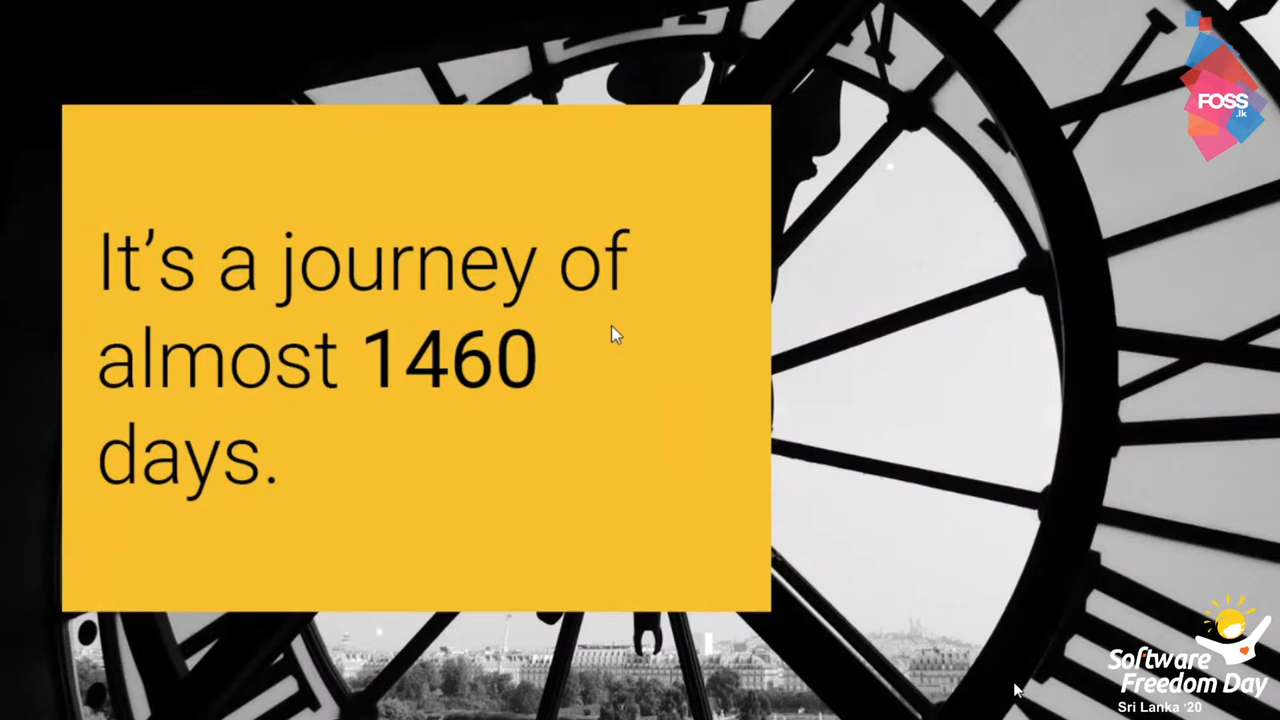 FOSS
.lk
It’s a journey of
almost 1460
days.
Software
Freedom Day
Sri Lanka ‘20